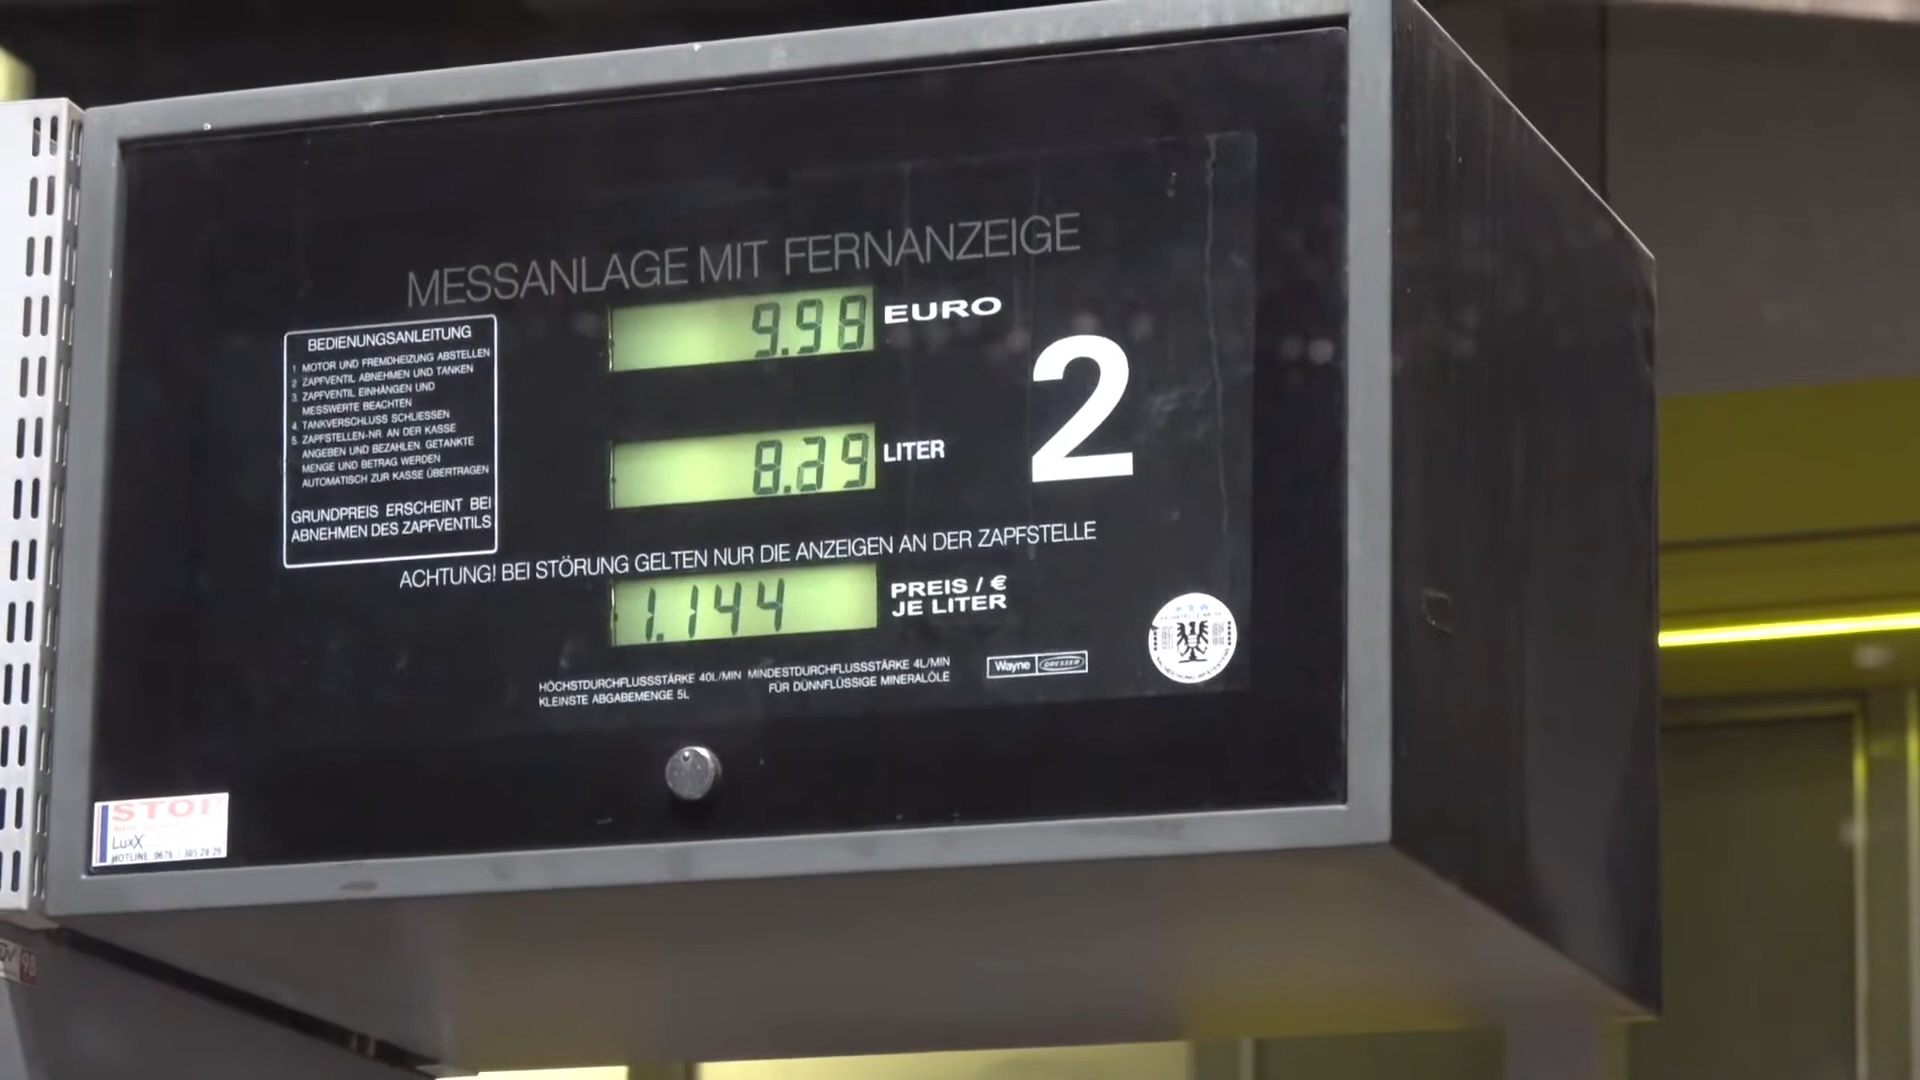 MESSANLAGE MIT FERNANZEIGE
9.98 EURO
BEDIENUNGSANLEITUNG
1 MOTOR UND FREMDHEIZUNG ABSTELLEN
2 ZAPFVENTIL ABNEHMEN UND TANKEN
3. ZAPFVENTIL EINHÄNGEN UND
MESSWERTE BEACHTEN
4. TANKVERSCHLUSS SCHLIESSEN
5. ZAPFSTELLEN-NR. AN DER KASSE
ANGEBEN UND BEZAHLEN. GETANKTE
MENGE UND BETRAG WERDEN
AUTOMATISCH ZUR KASSE ÜBERTRAGEN
GRUNDPREIS ERSCHEINT BEI
ABNEHMEN DES ZAPFVENTILS
LITER
2
ACHTUNG! BEI STÖRUNG GELTEN NUR DIE ANZEIGEN AN DER ZAPFSTELLE
1.144 PREIS / €
JE LITER
HÖCHSTDURCHFLUSSSTÄRKE 40L/MIN MINDESTDURCHFLUSSSTÄRKE 4L/MIN
KLEINSTE ABGABEMENGE 5L FÜR DÜNNFLÜSSIGE MINERALÖLE
Wayne DRESSER
STOP
LuxX
HOTLINE
98